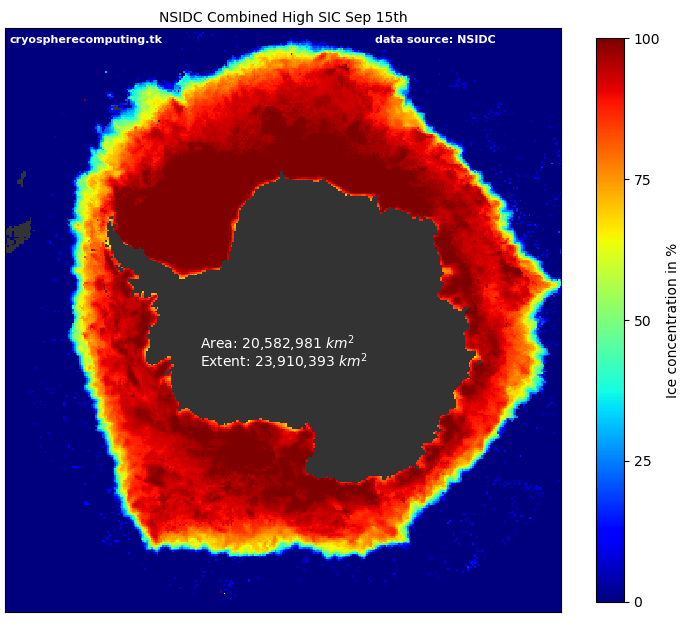 NSIDC Combined High SIC Sep 15th
cryospherecomputing.tk data source: NSIDC
100
75
Area: 20,582,981 km²
Extent: 23,910,393 km²
50
25
0
Ice concentration in %